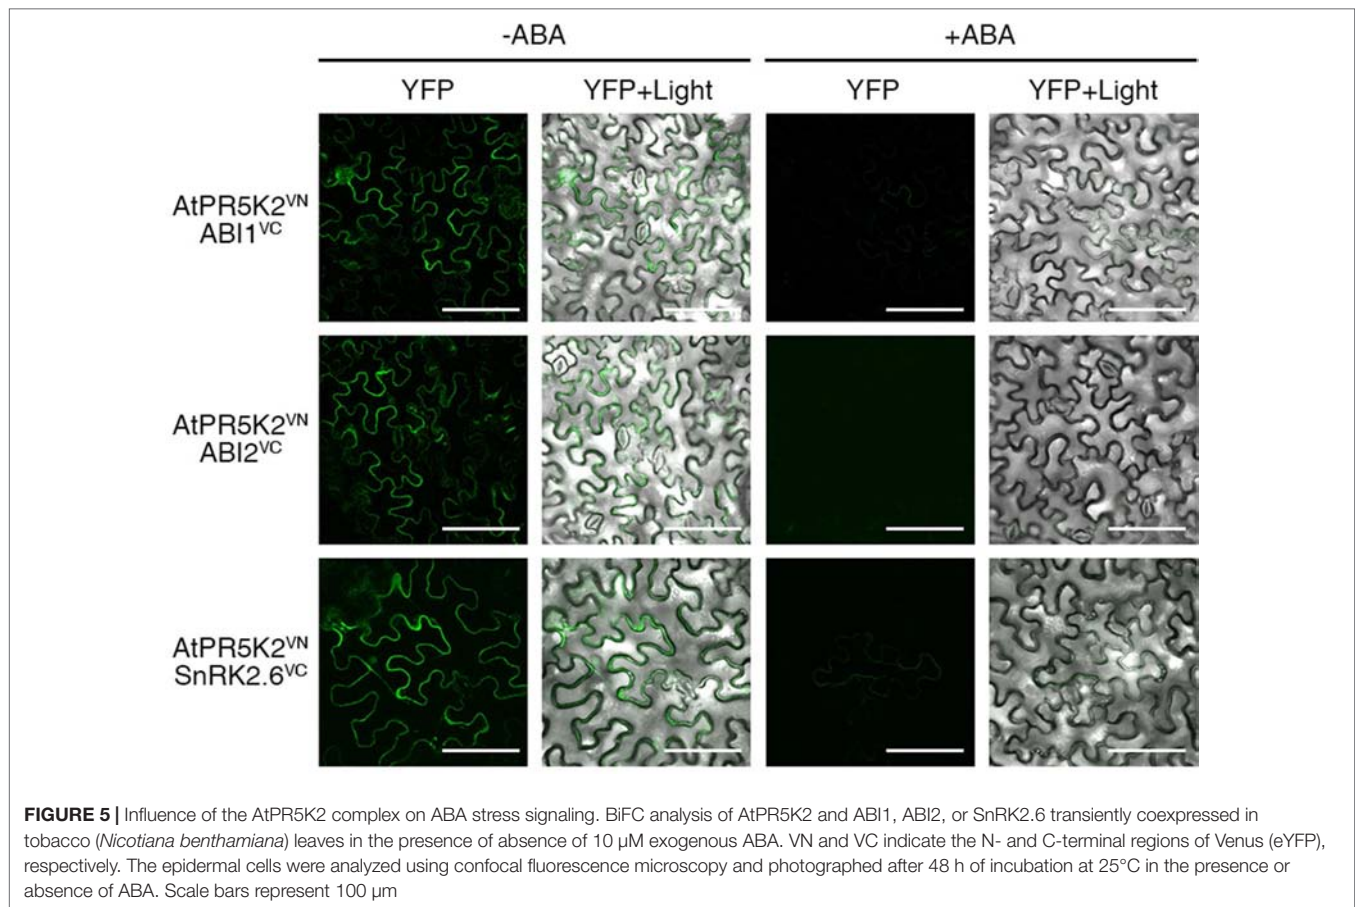 -ABA +ABA
YFP YFP+Light YFP YFP+Light
AtPR5K2VN
ABI1VC
AtPR5K2VN
ABI2VC
AtPR5K2VN
SnRK2.6VC
FIGURE 5 | Influence of the AtPR5K2 complex on ABA stress signaling. BiFC analysis of AtPR5K2 and ABI1, ABI2, or SnRK2.6 transiently coexpressed in
tobacco (Nicotiana benthamiana) leaves in the presence of absence of 10 µM exogenous ABA. VN and VC indicate the N- and C-terminal regions of Venus (eYFP),
respectively. The epidermal cells were analyzed using confocal fluorescence microscopy and photographed after 48 h of incubation at 25°C in the presence or
absence of ABA. Scale bars represent 100 µm